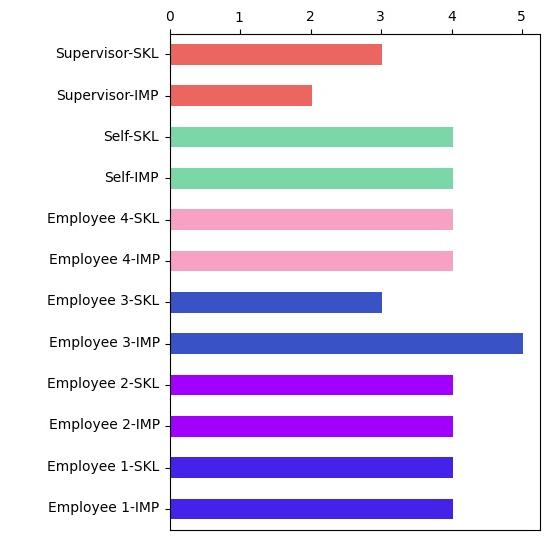 0 1 2 3 4 5
Supervisor-SKL
Supervisor-IMP
Self-SKL
Self-IMP
Employee 4-SKL
Employee 4-IMP
Employee 3-SKL
Employee 3-IMP
Employee 2-SKL
Employee 2-IMP
Employee 1-SKL
Employee 1-IMP